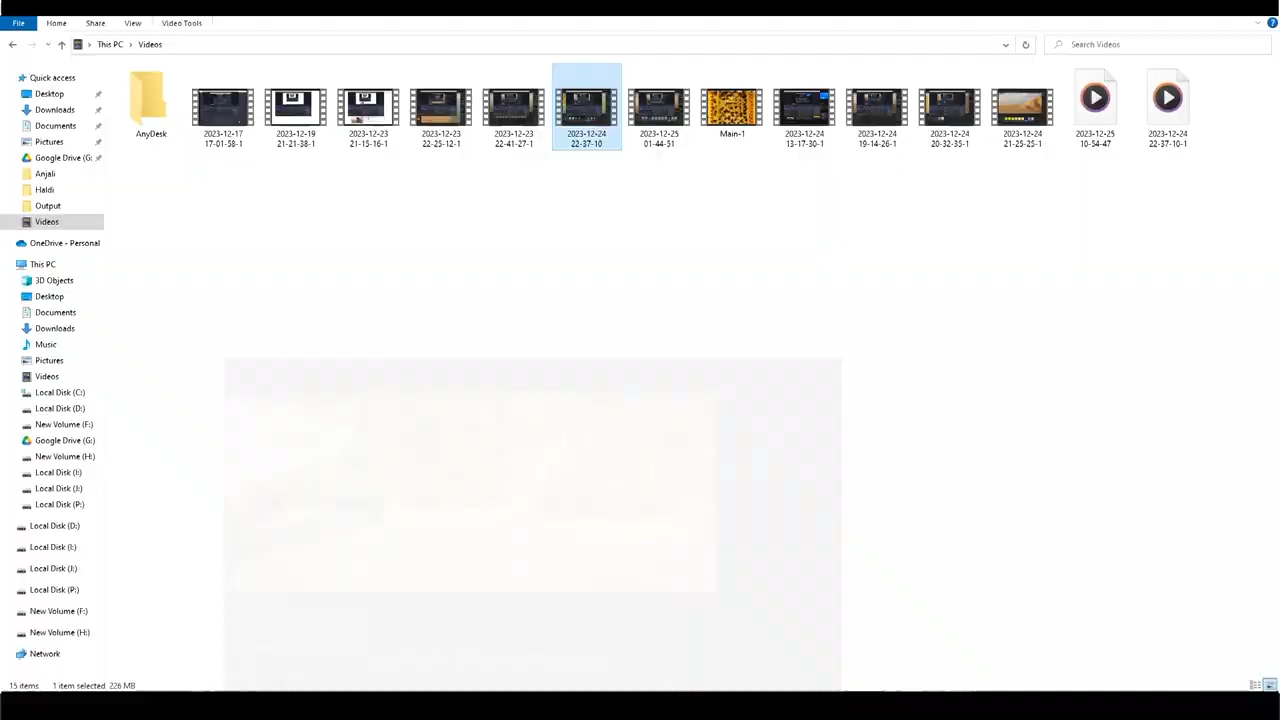 File Home Share View Video Tools
This PC Videos Search Videos
Quick access
Desktop
Downloads
Documents
Pictures
Google Drive (G:
Anjali
Haldi
Output
Videos
OneDrive - Personal
This PC
3D Objects
Desktop
Documents
Downloads
Music
Pictures
Videos
Local Disk (C:)
Local Disk (D:)
New Volume (F:)
Google Drive (G:)
New Volume (H:)
Local Disk (I:)
Local Disk (J:)
Local Disk (P:)
Local Disk (D:)
Local Disk (I:)
Local Disk (J:)
Local Disk (P:)
New Volume (F:)
New Volume (H:)
Network
AnyDesk
2023-12-17
17-01-58-1
2023-12-19
21-21-38-1
2023-12-23
21-15-16-1
2023-12-23
22-25-12-1
2023-12-23
22-41-27-1
2023-12-24
22-37-10
2023-12-25
01-44-51
Main-1
2023-12-24
13-17-30-1
2023-12-24
19-14-26-1
2023-12-24
20-32-35-1
2023-12-24
21-25-25-1
2023-12-25
10-54-47
2023-12-24
22-37-10-1
15 items 1 item selected 226 MB